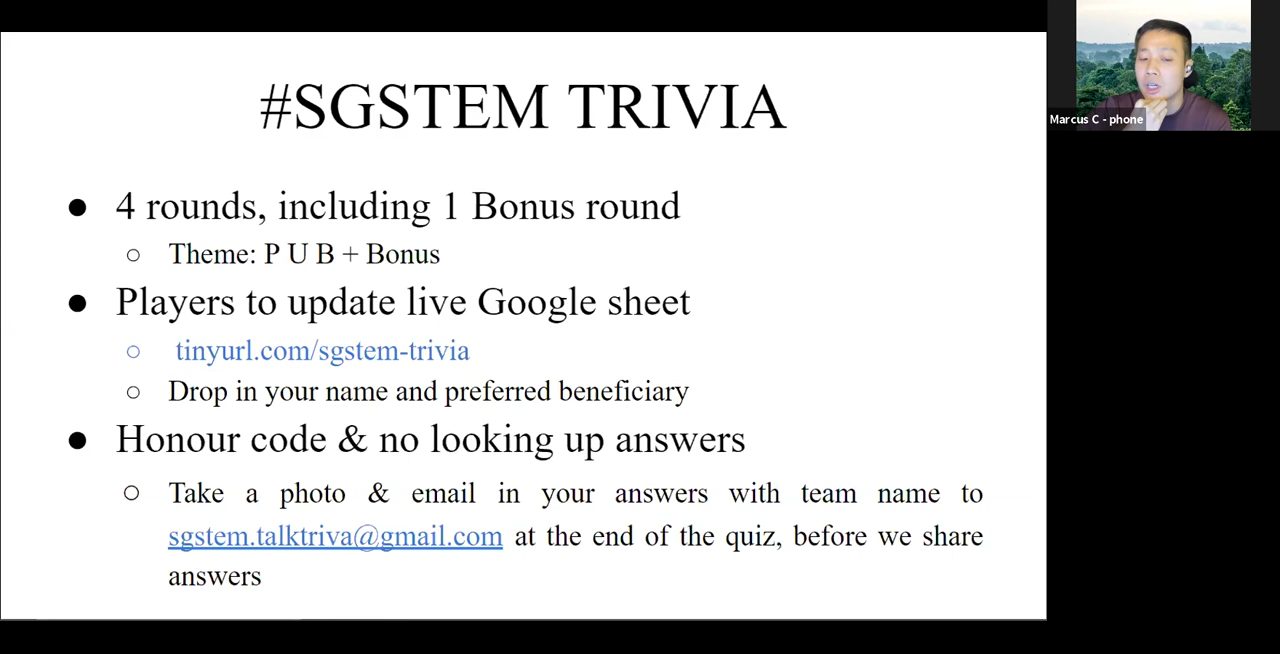 #SGSTEM TRIVIA
● 4 rounds, including 1 Bonus round
○ Theme: P U B + Bonus
● Players to update live Google sheet
○ tinyurl.com/sgstem-trivia
○ Drop in your name and preferred beneficiary
● Honour code & no looking up answers
○ Take a photo & email in your answers with team name to
sgstem.talktriva@gmail.com at the end of the quiz, before we share
answers
Marcus C - phone